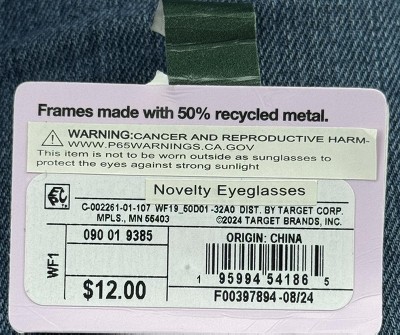 Frames made with 50% recycled metal.
WARNING:CANCER AND REPRODUCTIVE HARM-
WWW.P65WARNINGS.CA.GOV
This item is not to be worn outside as sunglasses to
protect the eyes against strong sunlight
Novelty Eyeglasses
C-002261-01-107 WF19_50D01 -32A0 DIST. BY TARGET CORP.
MPLS., MN 55403 ©2024 TARGET BRANDS, INC.
090 01 9385
ORIGIN: CHINA
WF1
1 95994 54186 5
$12.00
F00397894-08/24